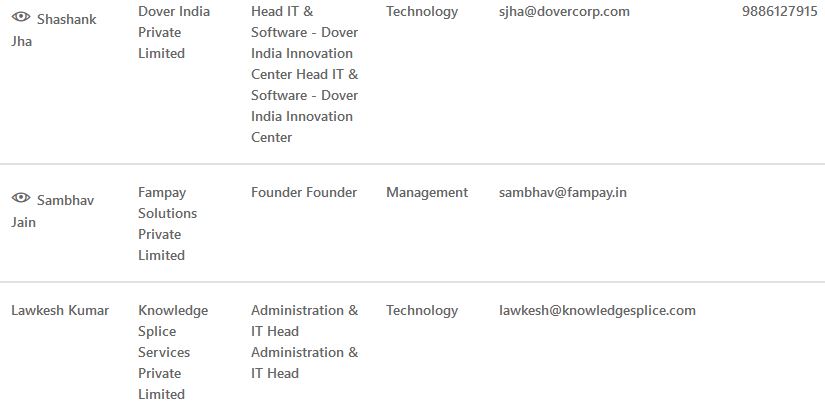 Shashank Jha
Dover India Private Limited
Head IT & Software - Dover India Innovation Center Head IT & Software - Dover India Innovation Center
Technology
sjha@dovercorp.com
9886127915
Sambhav Jain
Fampay Solutions Private Limited
Founder Founder
Management
sambhav@fampay.in
Lawkesh Kumar
Knowledge Splice Services Private Limited
Administration & IT Head Administration & IT Head
Technology
lawkesh@knowledgesplice.com